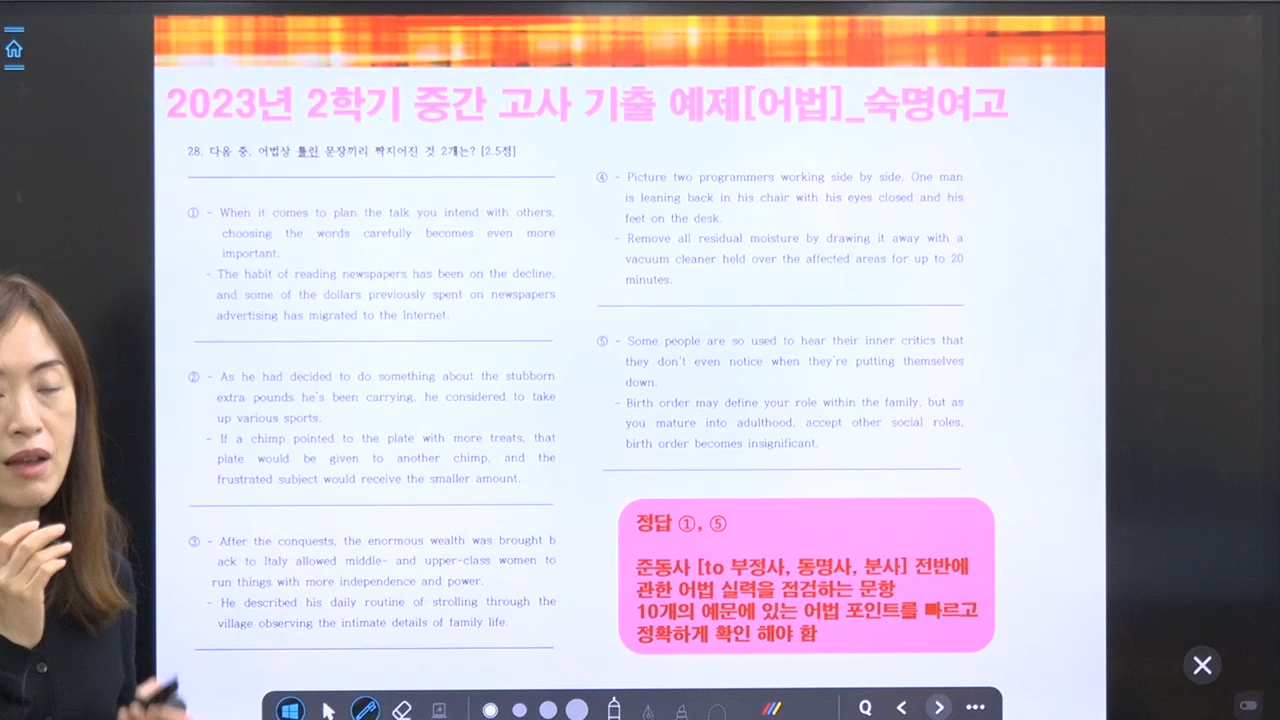 2023년 2학기 중간 고사 기출 예제[어법]_숙명여고
28. 다음 중, 어법상 틀린 문장끼리 짝지어진 것 2개는? [2.5점]
① - When it comes to plan the talk you intend with others,
choosing the words carefully becomes even more
important.
- The habit of reading newspapers has been on the decline,
and some of the dollars previously spent on newspapers
advertising has migrated to the Internet.
② - As he had decided to do something about the stubborn
extra pounds he's been carrying, he considered to take
up various sports.
- If a chimp pointed to the plate with more treats, that
plate would be given to another chimp, and the
frustrated subject would receive the smaller amount.
③ - After the conquests, the enormous wealth was brought b
ack to Italy allowed middle- and upper-class women to
run things with more independence and power.
- He described his daily routine of strolling through the
village observing the intimate details of family life.
④ - Picture two programmers working side by side. One man
is leaning back in his chair with his eyes closed and his
feet on the desk.
- Remove all residual moisture by drawing it away with a
vacuum cleaner held over the affected areas for up to 20
minutes.
⑤ - Some people are so used to hear their inner critics that
they don't even notice when they're putting themselves
down.
- Birth order may define your role within the family, but as
you mature into adulthood, accept other social roles,
birth order becomes insignificant.
정답 ①, ⑤
준동사 [to 부정사, 동명사, 분사] 전반에
관한 어법 실력을 점검하는 문항
10개의 예문에 있는 어법 포인트를 빠르고
정확하게 확인 해야 함